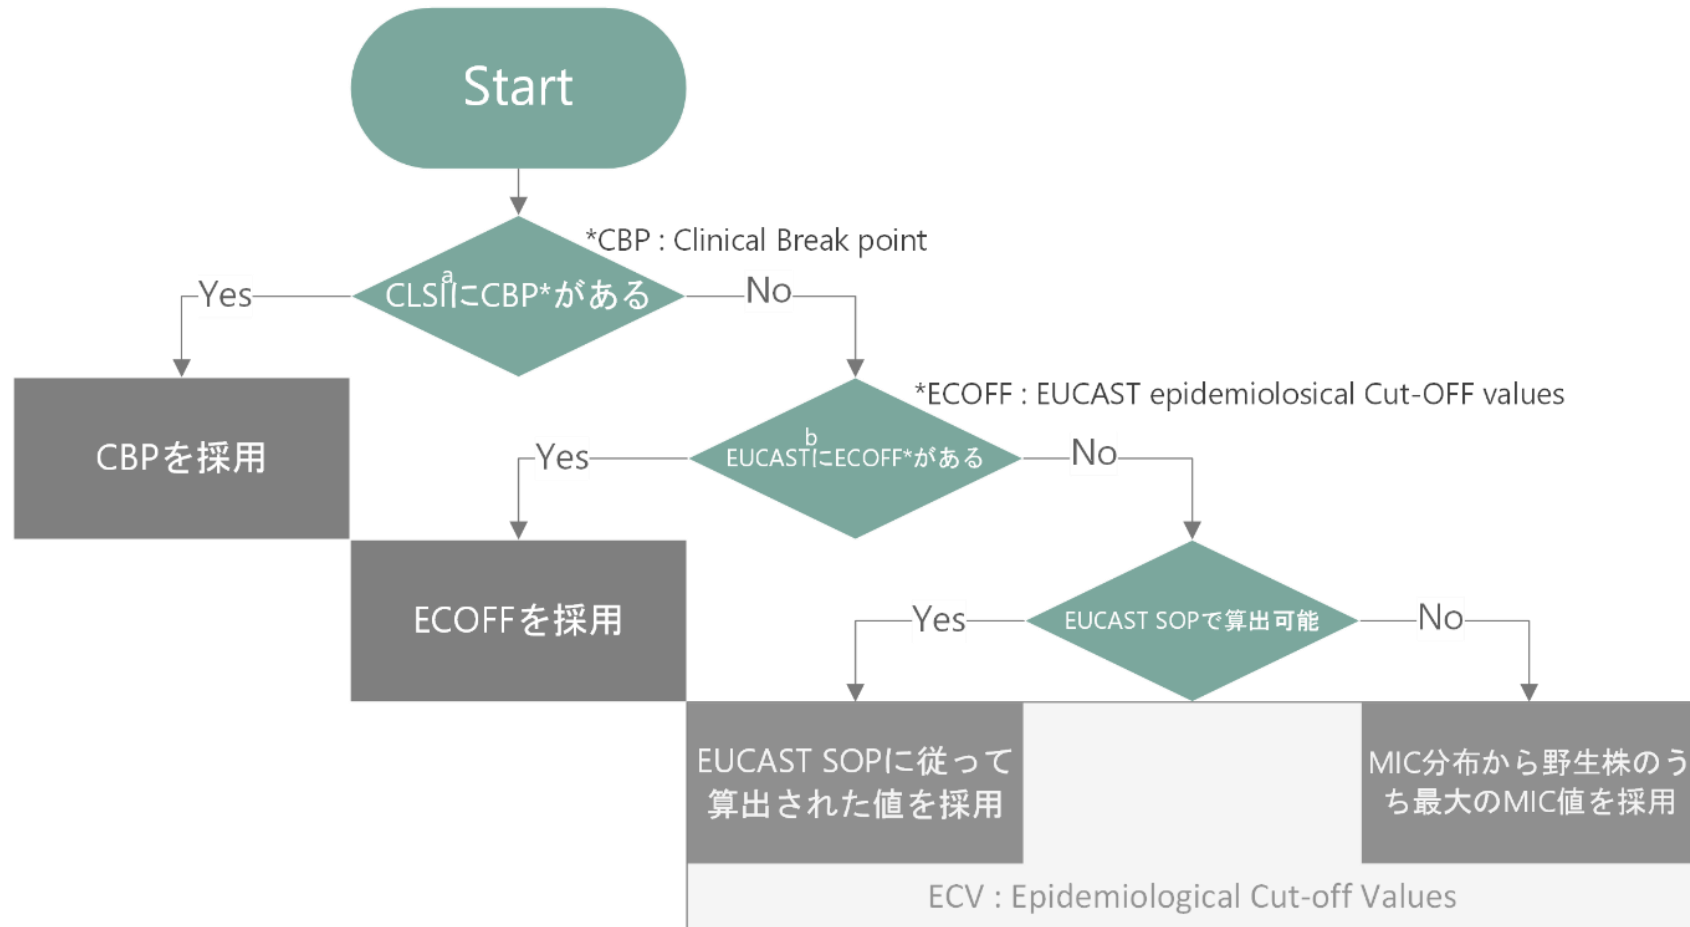 Start
*CBP : Clinical Break point
a
CLSIにCBP*がある
Yes
No
*ECOFF : EUCAST epidemiolosical Cut-OFF values
CBPを採用
b
EUCASTにECOFF*がある
Yes
No
ECOFFを採用
EUCAST SOPで算出可能
Yes
No
EUCAST SOPに従って
算出された値を採用
MIC分布から野生株のう
ち最大のMIC値を採用
ECV : Epidemiological Cut-off Values